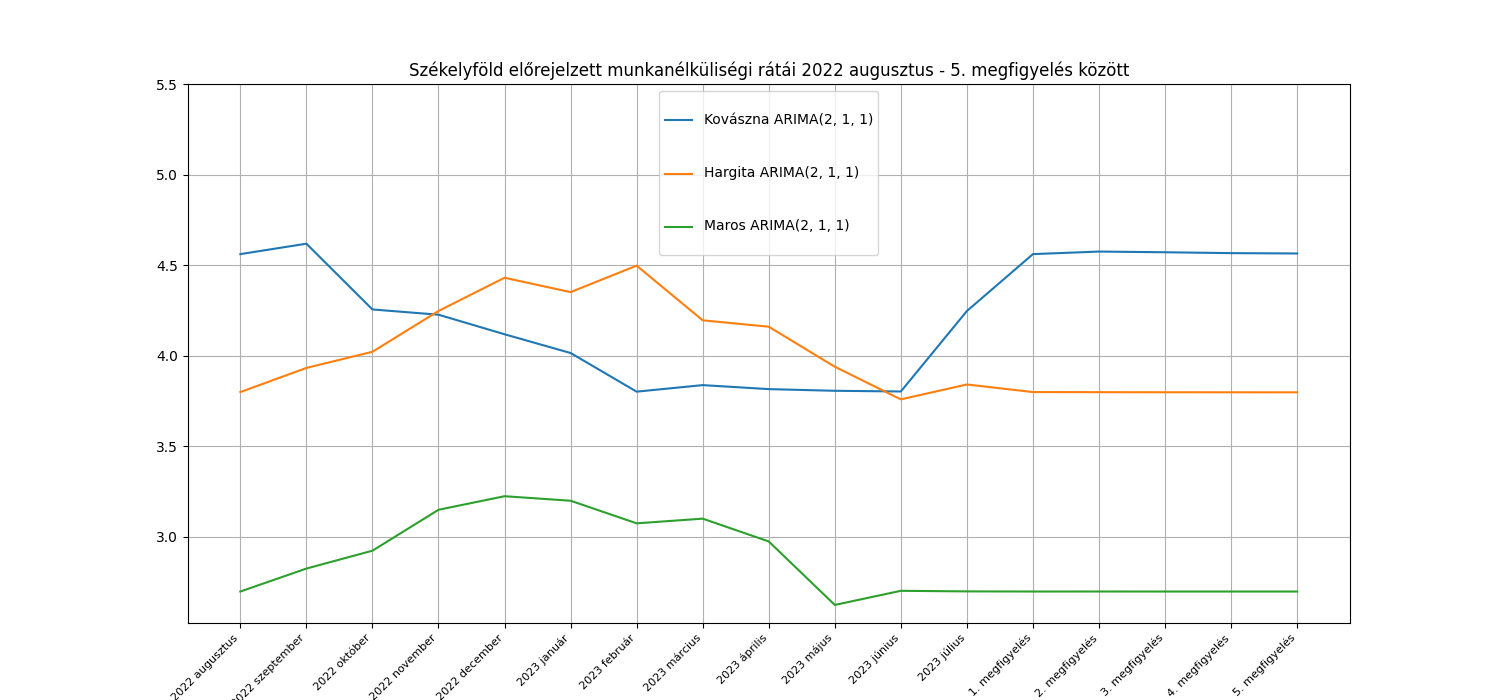 Székelyföld előrejelzett munkanélküliségi rátái 2022 augusztus - 5. megfigyelés között
5.5
5.0
4.5
4.0
3.5
3.0
Kovászna ARIMA(2, 1, 1)
Hargita ARIMA(2, 1, 1)
Maros ARIMA(2, 1, 1)
2022 augusztus
szeptember
2022 október
2022 november
2022 december
2023 január
2023 február
2023 március
2023 április
2023 május
2023 június
2023 július
1. megfigyelés
2. megfigyelés
3. megfigyelés
4. megfigyelés
5. megfigyelés